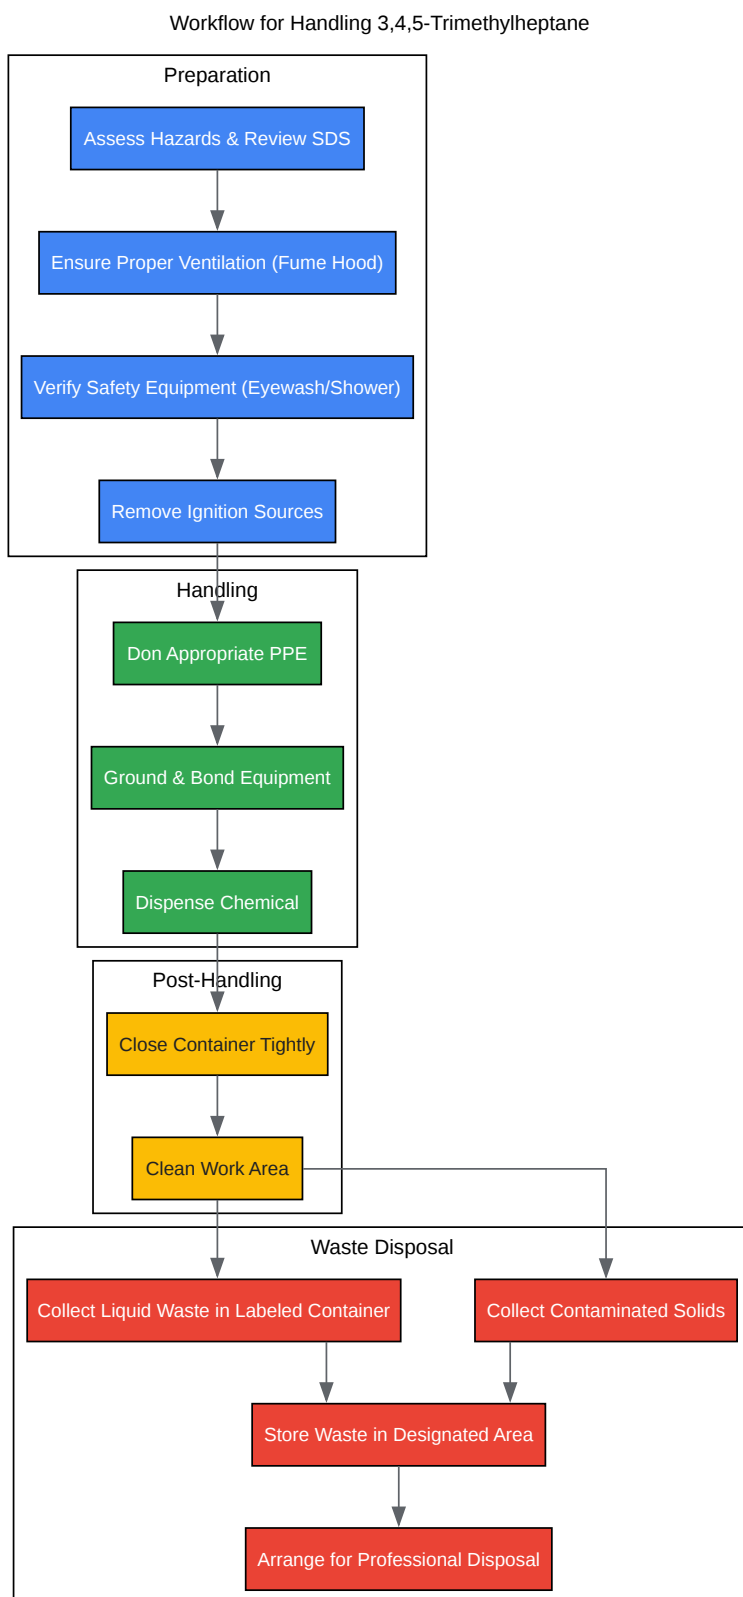 Workflow for Handling 3,4,5-Trimethylheptane
Preparation
Assess Hazards & Review SDS
Ensure Proper Ventilation (Fume Hood)
Verify Safety Equipment (Eyewash/Shower)
Remove Ignition Sources
Handling
Don Appropriate PPE
Ground & Bond Equipment
Dispense Chemical
Post-Handling
Close Container Tightly
Clean Work Area
Waste Disposal
Collect Liquid Waste in Labeled Container
Collect Contaminated Solids
Store Waste in Designated Area
Arrange for Professional Disposal